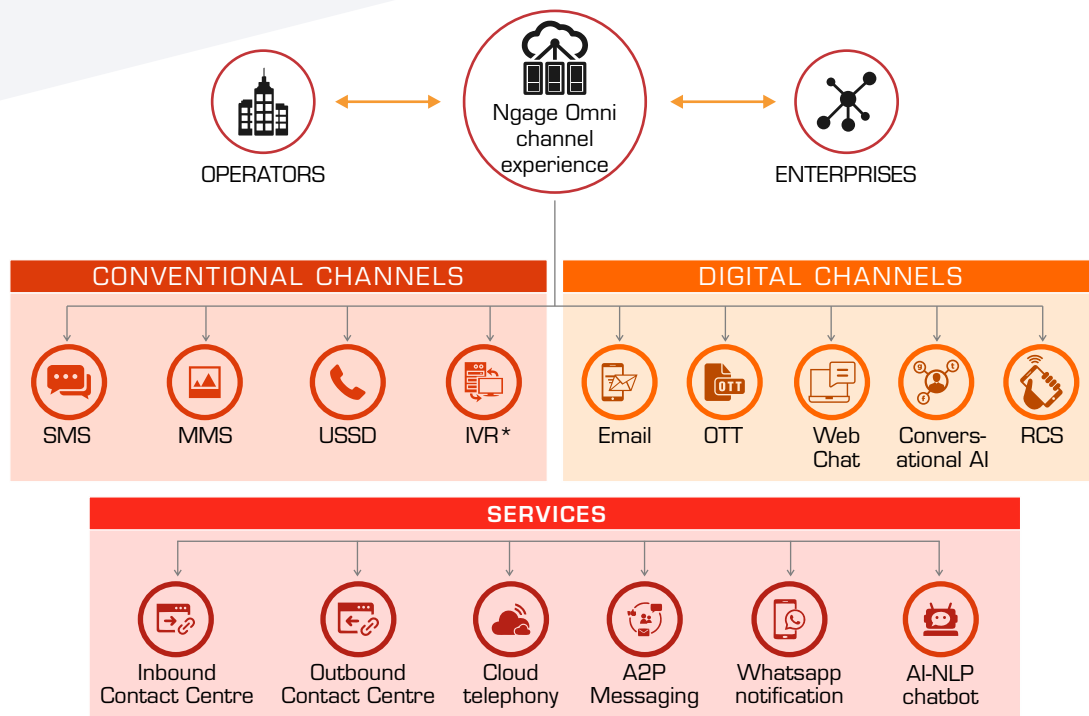 Ngage Omni
channel
experience
OPERATORS
ENTERPRISES
CONVENTIONAL CHANNELS
DIGITAL CHANNELS
SMS
MMS
USSD
IVR*
Email
OTT
OTT
Web
Chat
g
t
f
Convers-
ational AI
RCS
SERVICES
Inbound
Contact Centre
Outbound
Contact Centre
Cloud
telephony
A2P
Messaging
Whatsapp
notification
AI-NLP
chatbot